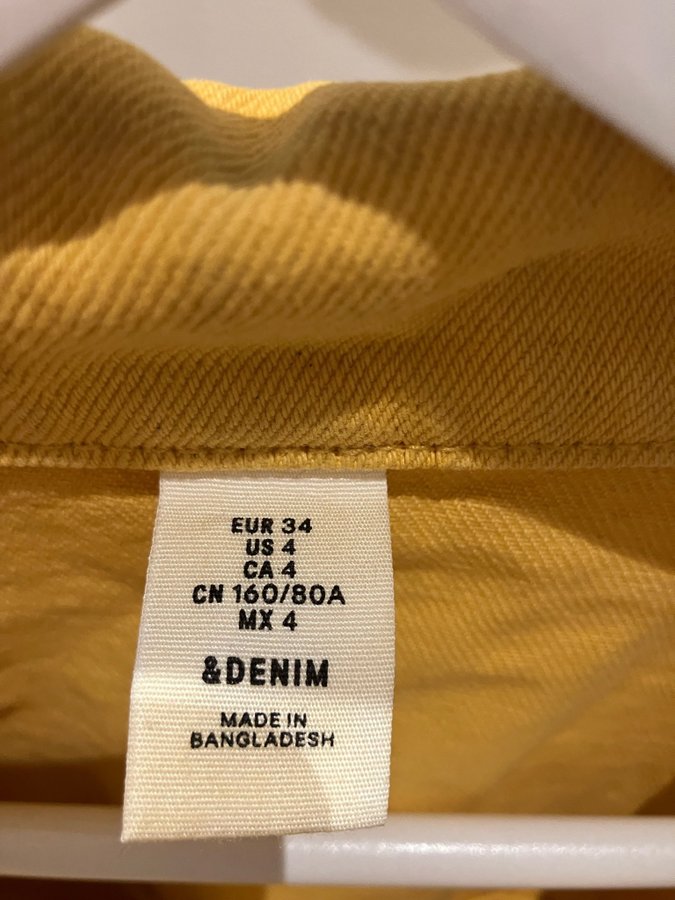 EUR 34
US 4
CA 4
CN 160/80A
MX 4
&DENIM
MADE IN
BANGLADESH